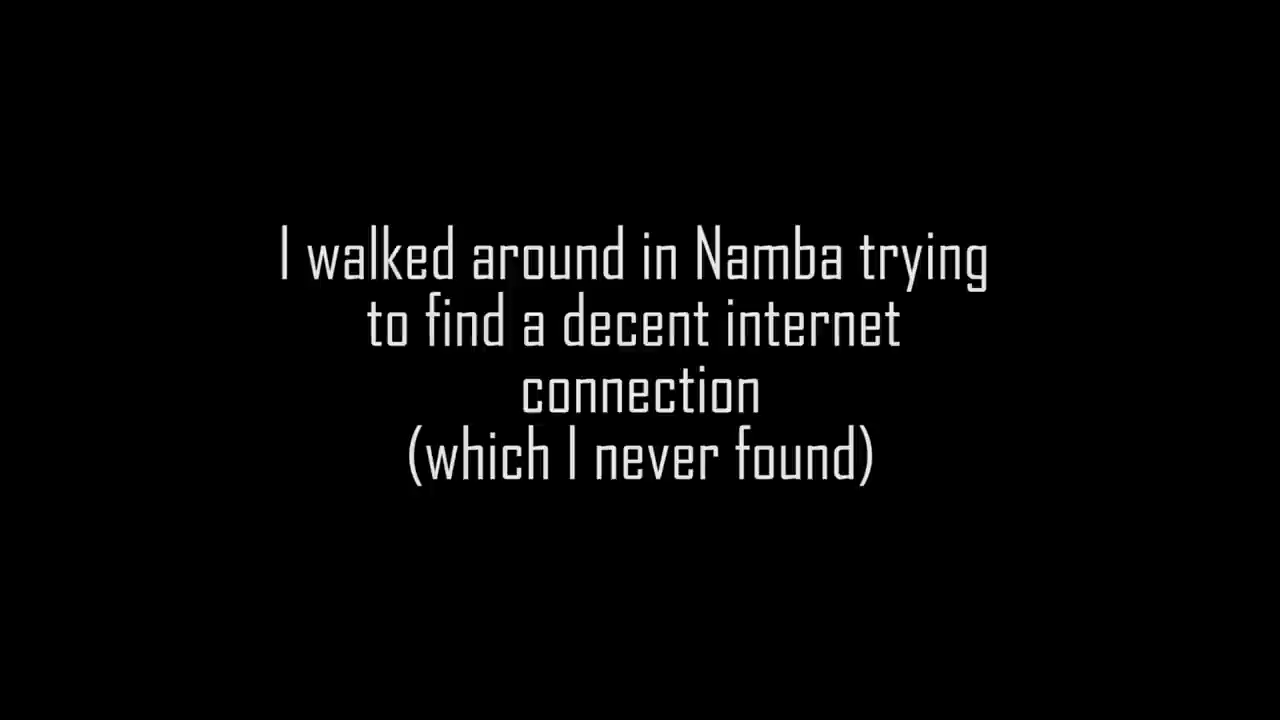 I walked around in Namba trying
to find a decent internet
connection
(which I never found)